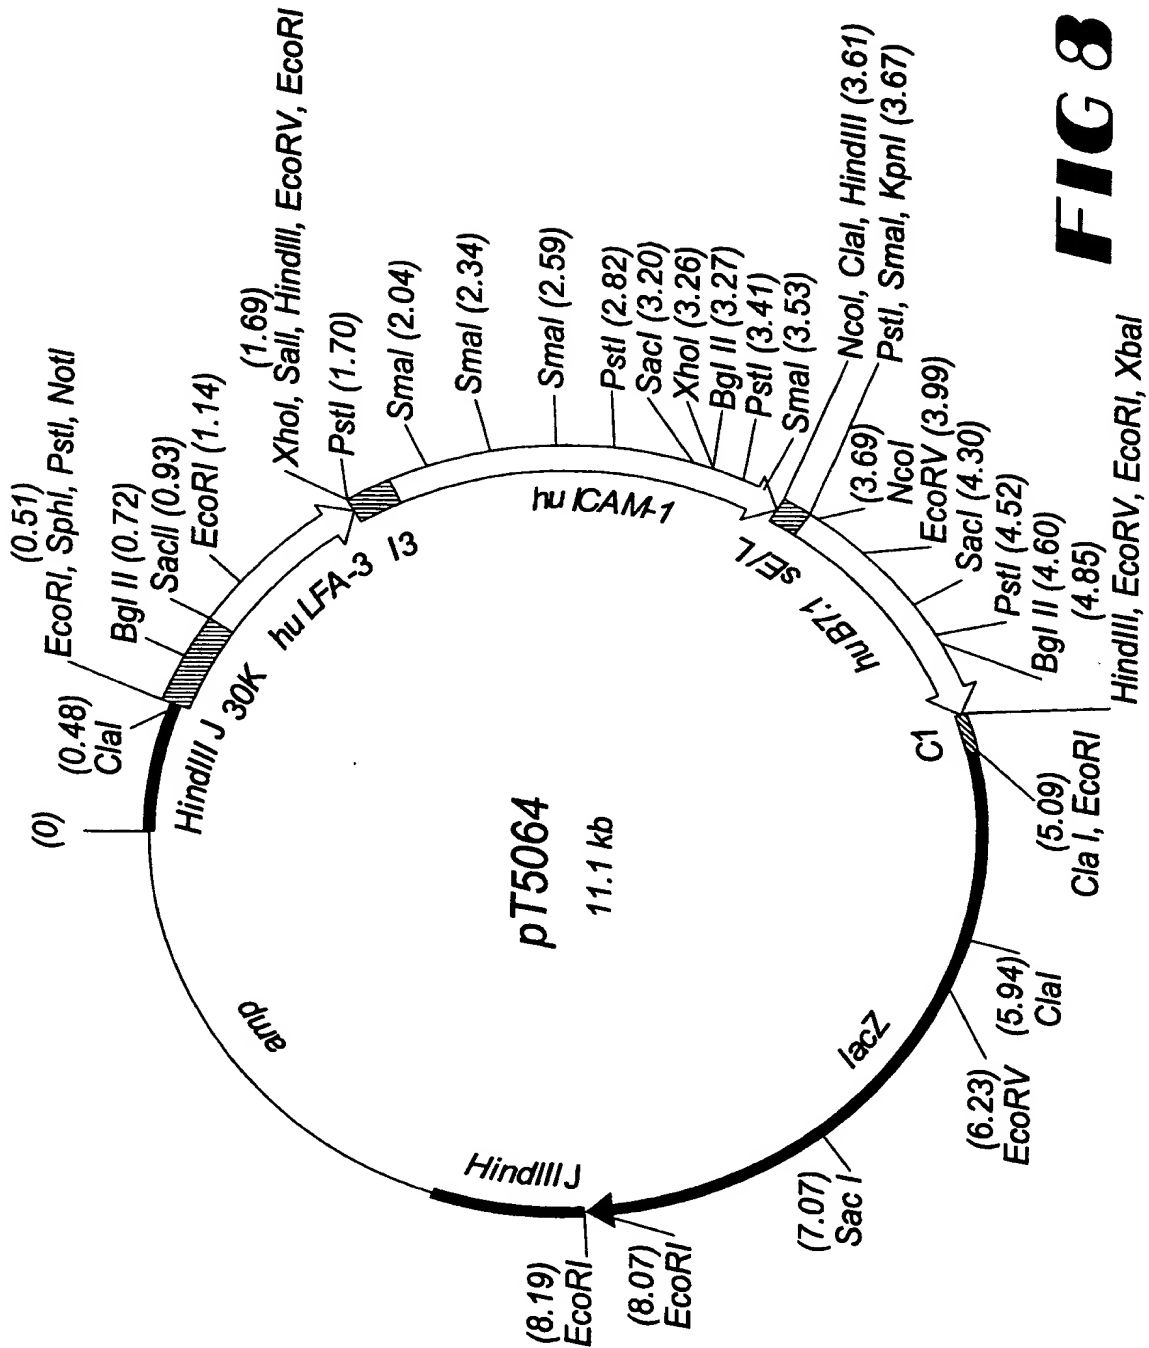 (0)
(0.48)
ClaI
(0.51)
EcoRI, SphI, PstI, NotI
Bgl II (0.72)
SacII (0.93)
EcoRI (1.14)
(1.69)
XhoI, SalI, HindIII, EcoRV, EcoRI
PstI (1.70)
SmaI (2.04)
SmaI (2.34)
SmaI (2.59)
PstI (2.82)
SacI (3.20)
XhoI (3.26)
Bgl II (3.27)
PstI (3.41)
SmaI (3.53)
NcoI, ClaI, HindIII (3.61)
PstI, SmaI, KpnI (3.67)
(3.69)
NcoI
EcoRV (3.99)
SacI (4.30)
PstI (4.52)
Bgl II (4.60)
(4.85)
HindIII, EcoRV, EcoRI, XbaI
(5.09)
Cla I, EcoRI
(5.94)
ClaI
(6.23)
EcoRV
(7.07)
Sac I
(8.07)
EcoRI
(8.19)
EcoRI
HindIII J
30K
hu LFA-3
I3
hu ICAM-1
sE/L
huB7.1
C1
lacZ
HindIII J
amp
pT5064
11.1 kb
FIG 8